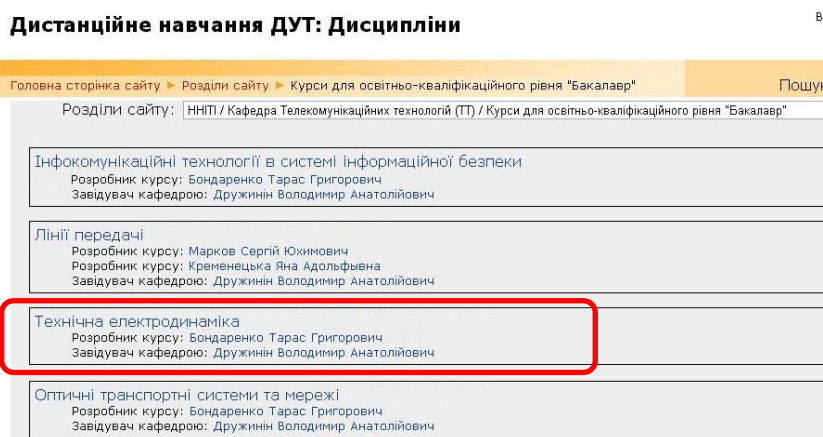 Дистанційне навчання ДУТ: Дисципліни
Головна сторінка сайту ► Розділи сайту ► Курси для освітньо-кваліфікаційного рівня "Бакалавр"
Розділи сайту: ННІТІ / Кафедра Телекомунікаційних технологій (ТТ) / Курси для освітньо-кваліфікаційного рівня "Бакалавр"
Інфокомунікаційні технології в системі інформаційної безпеки
Розробник курсу: Бондаренко Тарас Григорович
Завідувач кафедрою: Дружинін Володимир Анатолійович
Лінії передачі
Розробник курсу: Марков Сергій Юхимович
Розробник курсу: Кременецька Яна Адольфывна
Завідувач кафедрою: Дружинін Володимир Анатолійович
Технічна електродинаміка
Розробник курсу: Бондаренко Тарас Григорович
Завідувач кафедрою: Дружинін Володимир Анатолійович
Оптичні транспортні системи та мережі
Розробник курсу: Бондаренко Тарас Григорович
Завідувач кафедрою: Дружинін Володимир Анатолійович